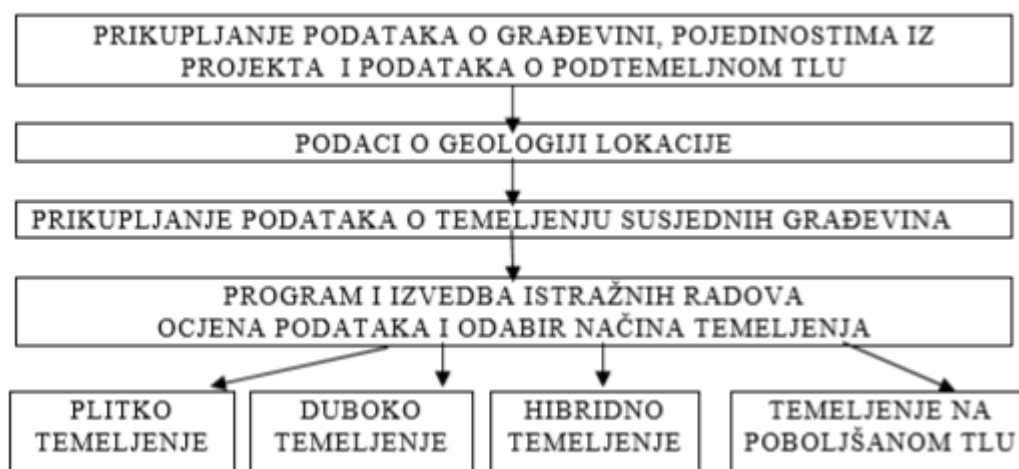 PRIKUPLJANJE PODATAKA O GRAĐEVINI, POJEDINOSTIMA IZ
PROJEKTA I PODATAKA O PODTEMELJNOM TLU
PODACI O GEOLOGIJI LOKACIJE
PRIKUPLJANJE PODATAKA O TEMELJENJU SUSJEDNIH GRAĐEVINA
PROGRAM I IZVEDBA ISTRAŽNIH RADOVA
OCJENA PODATAKA I ODABIR NAČINA TEMELJENJA
PLITKO
TEMELJENJE
DUBOKO
TEMELJENJE
HIBRIDNO
TEMELJENJE
TEMELJENJE NA
POBOLJŠANOM TLU